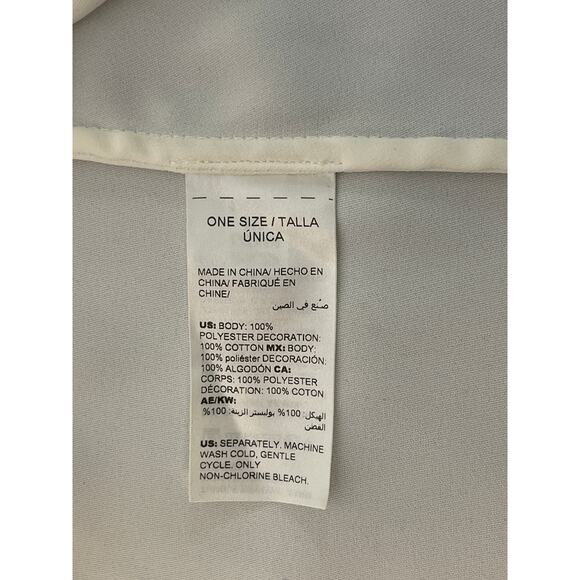 ONE SIZE / TALLA
ÚNICA
MADE IN CHINA/ HECHO EN
CHINA/ FABRIQUÉ EN
CHINE/
صنع في الصين
US: BODY: 100%
POLYESTER DECORATION:
100% COTTON MX: BODY:
100% poliéster DECORACIÓN:
100% ALGODÓN CA:
CORPS: 100% POLYESTER
DÉCORATION: 100% COTON
AE/KW:
الهيكل: 100% بوليستر الزينة: 100%
القطن
US: SEPARATELY. MACHINE
WASH COLD, GENTLE
CYCLE. ONLY
NON-CHLORINE BLEACH.